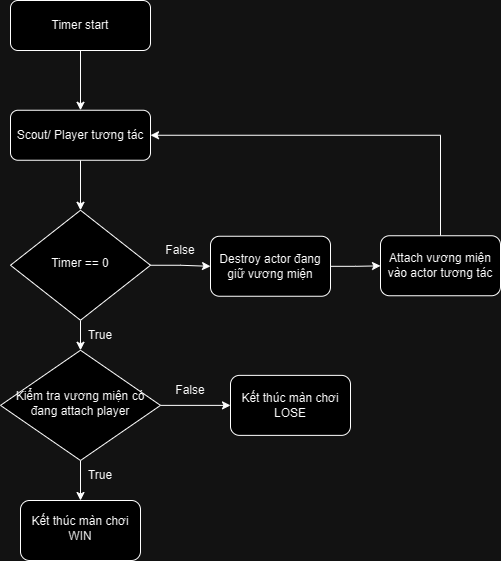 Timer start
Scout/ Player tương tác
Timer == 0
False
Destroy actor đang
giữ vương miện
Attach vương miện
vào actor tương tác
True
Kiểm tra vương miện có
đang attach player
False
Kết thúc màn chơi
LOSE
True
Kết thúc màn chơi
WIN